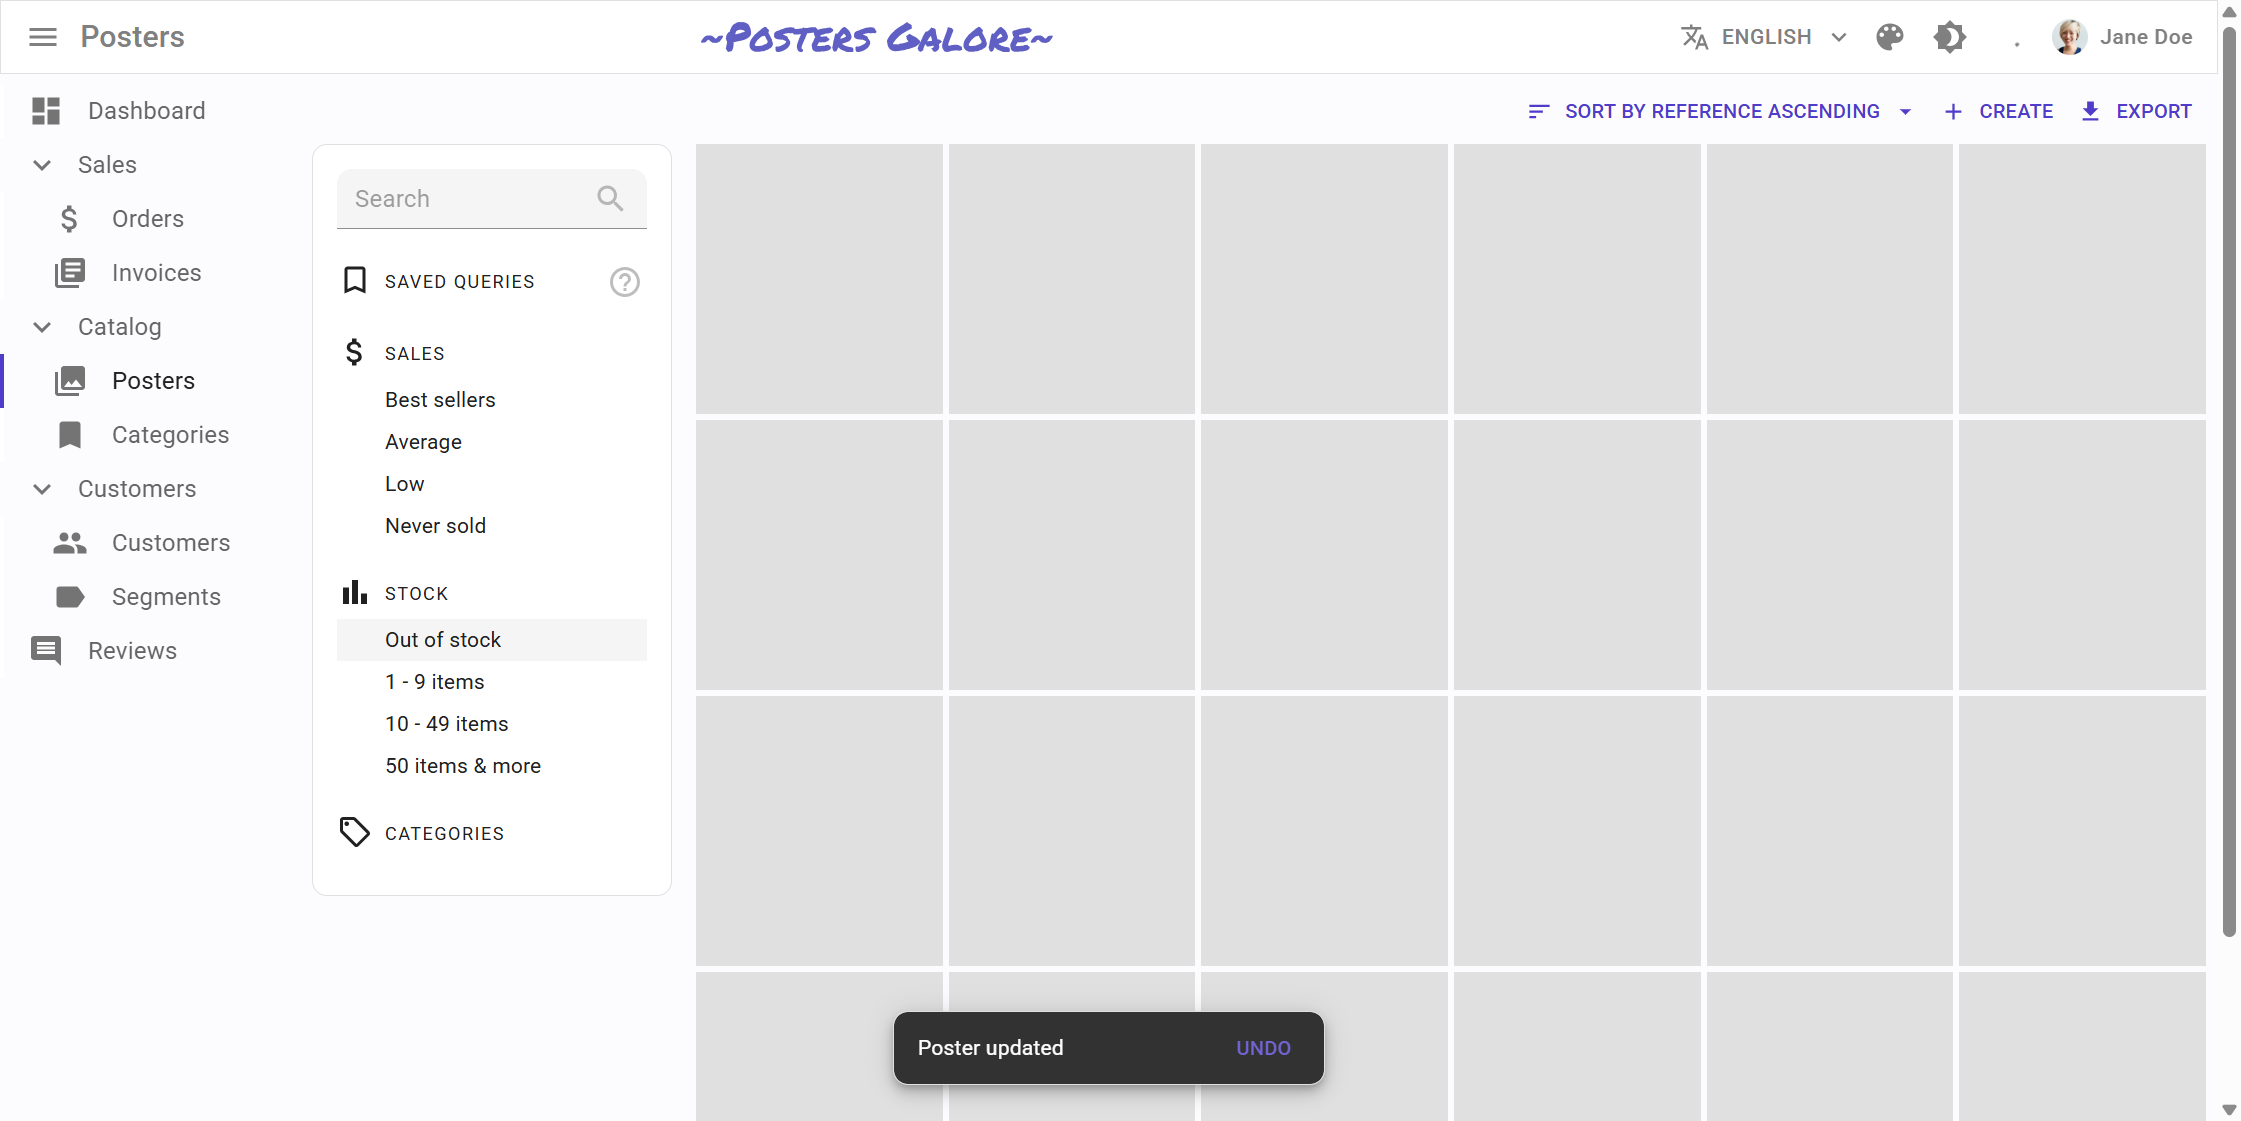 Posters
~Posters Galore~
ENGLISH
Jane Doe
Dashboard
Sales
Orders
Invoices
Catalog
Posters
Categories
Customers
Customers
Segments
Reviews
SORT BY REFERENCE ASCENDING
CREATE
EXPORT
Search
SAVED QUERIES
SALES
Best sellers
Average
Low
Never sold
STOCK
Out of stock
1 - 9 items
10 - 49 items
50 items & more
CATEGORIES
Poster updated
UNDO